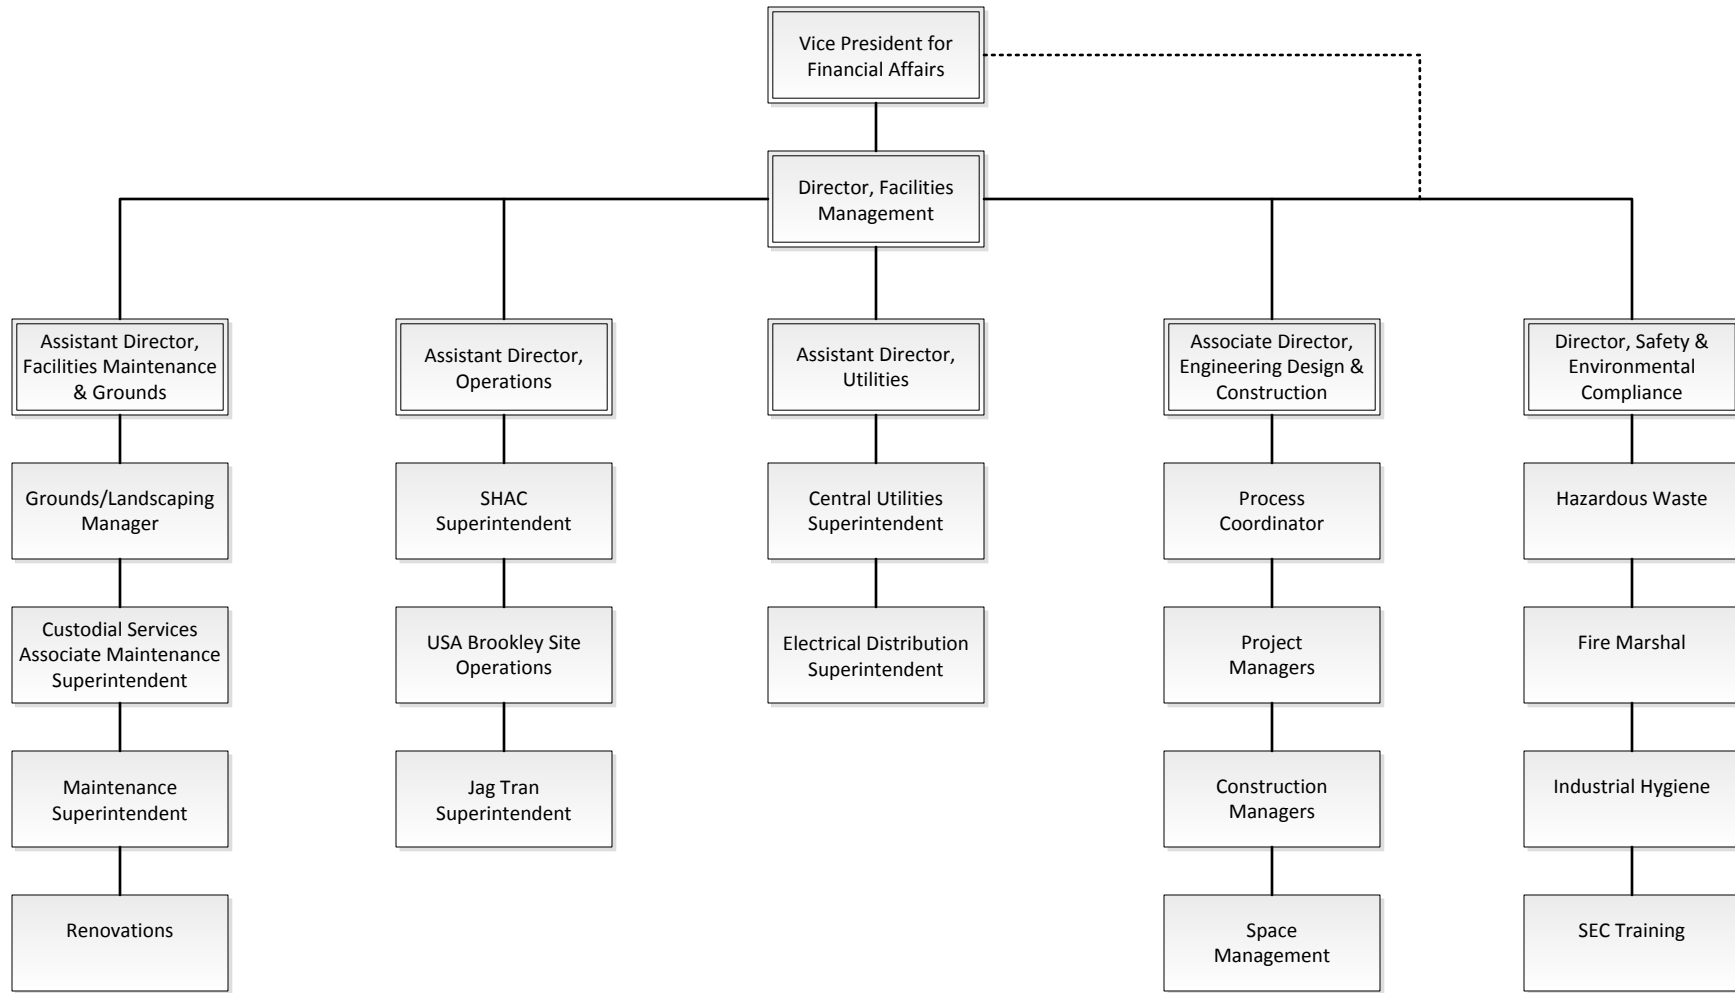 Vice President for
Financial Affairs
Director, Facilities
Management
Assistant Director,
Facilities Maintenance
& Grounds
Assistant Director,
Operations
Assistant Director,
Utilities
Associate Director,
Engineering Design &
Construction
Director, Safety &
Environmental
Compliance
Grounds/Landscaping
Manager
SHAC
Superintendent
Central Utilities
Superintendent
Process
Coordinator
Hazardous Waste
Custodial Services
Associate Maintenance
Superintendent
USA Brookley Site
Operations
Electrical Distribution
Superintendent
Project
Managers
Fire Marshal
Maintenance
Superintendent
Jag Tran
Superintendent
Construction
Managers
Industrial Hygiene
Renovations
Space
Management
SEC Training